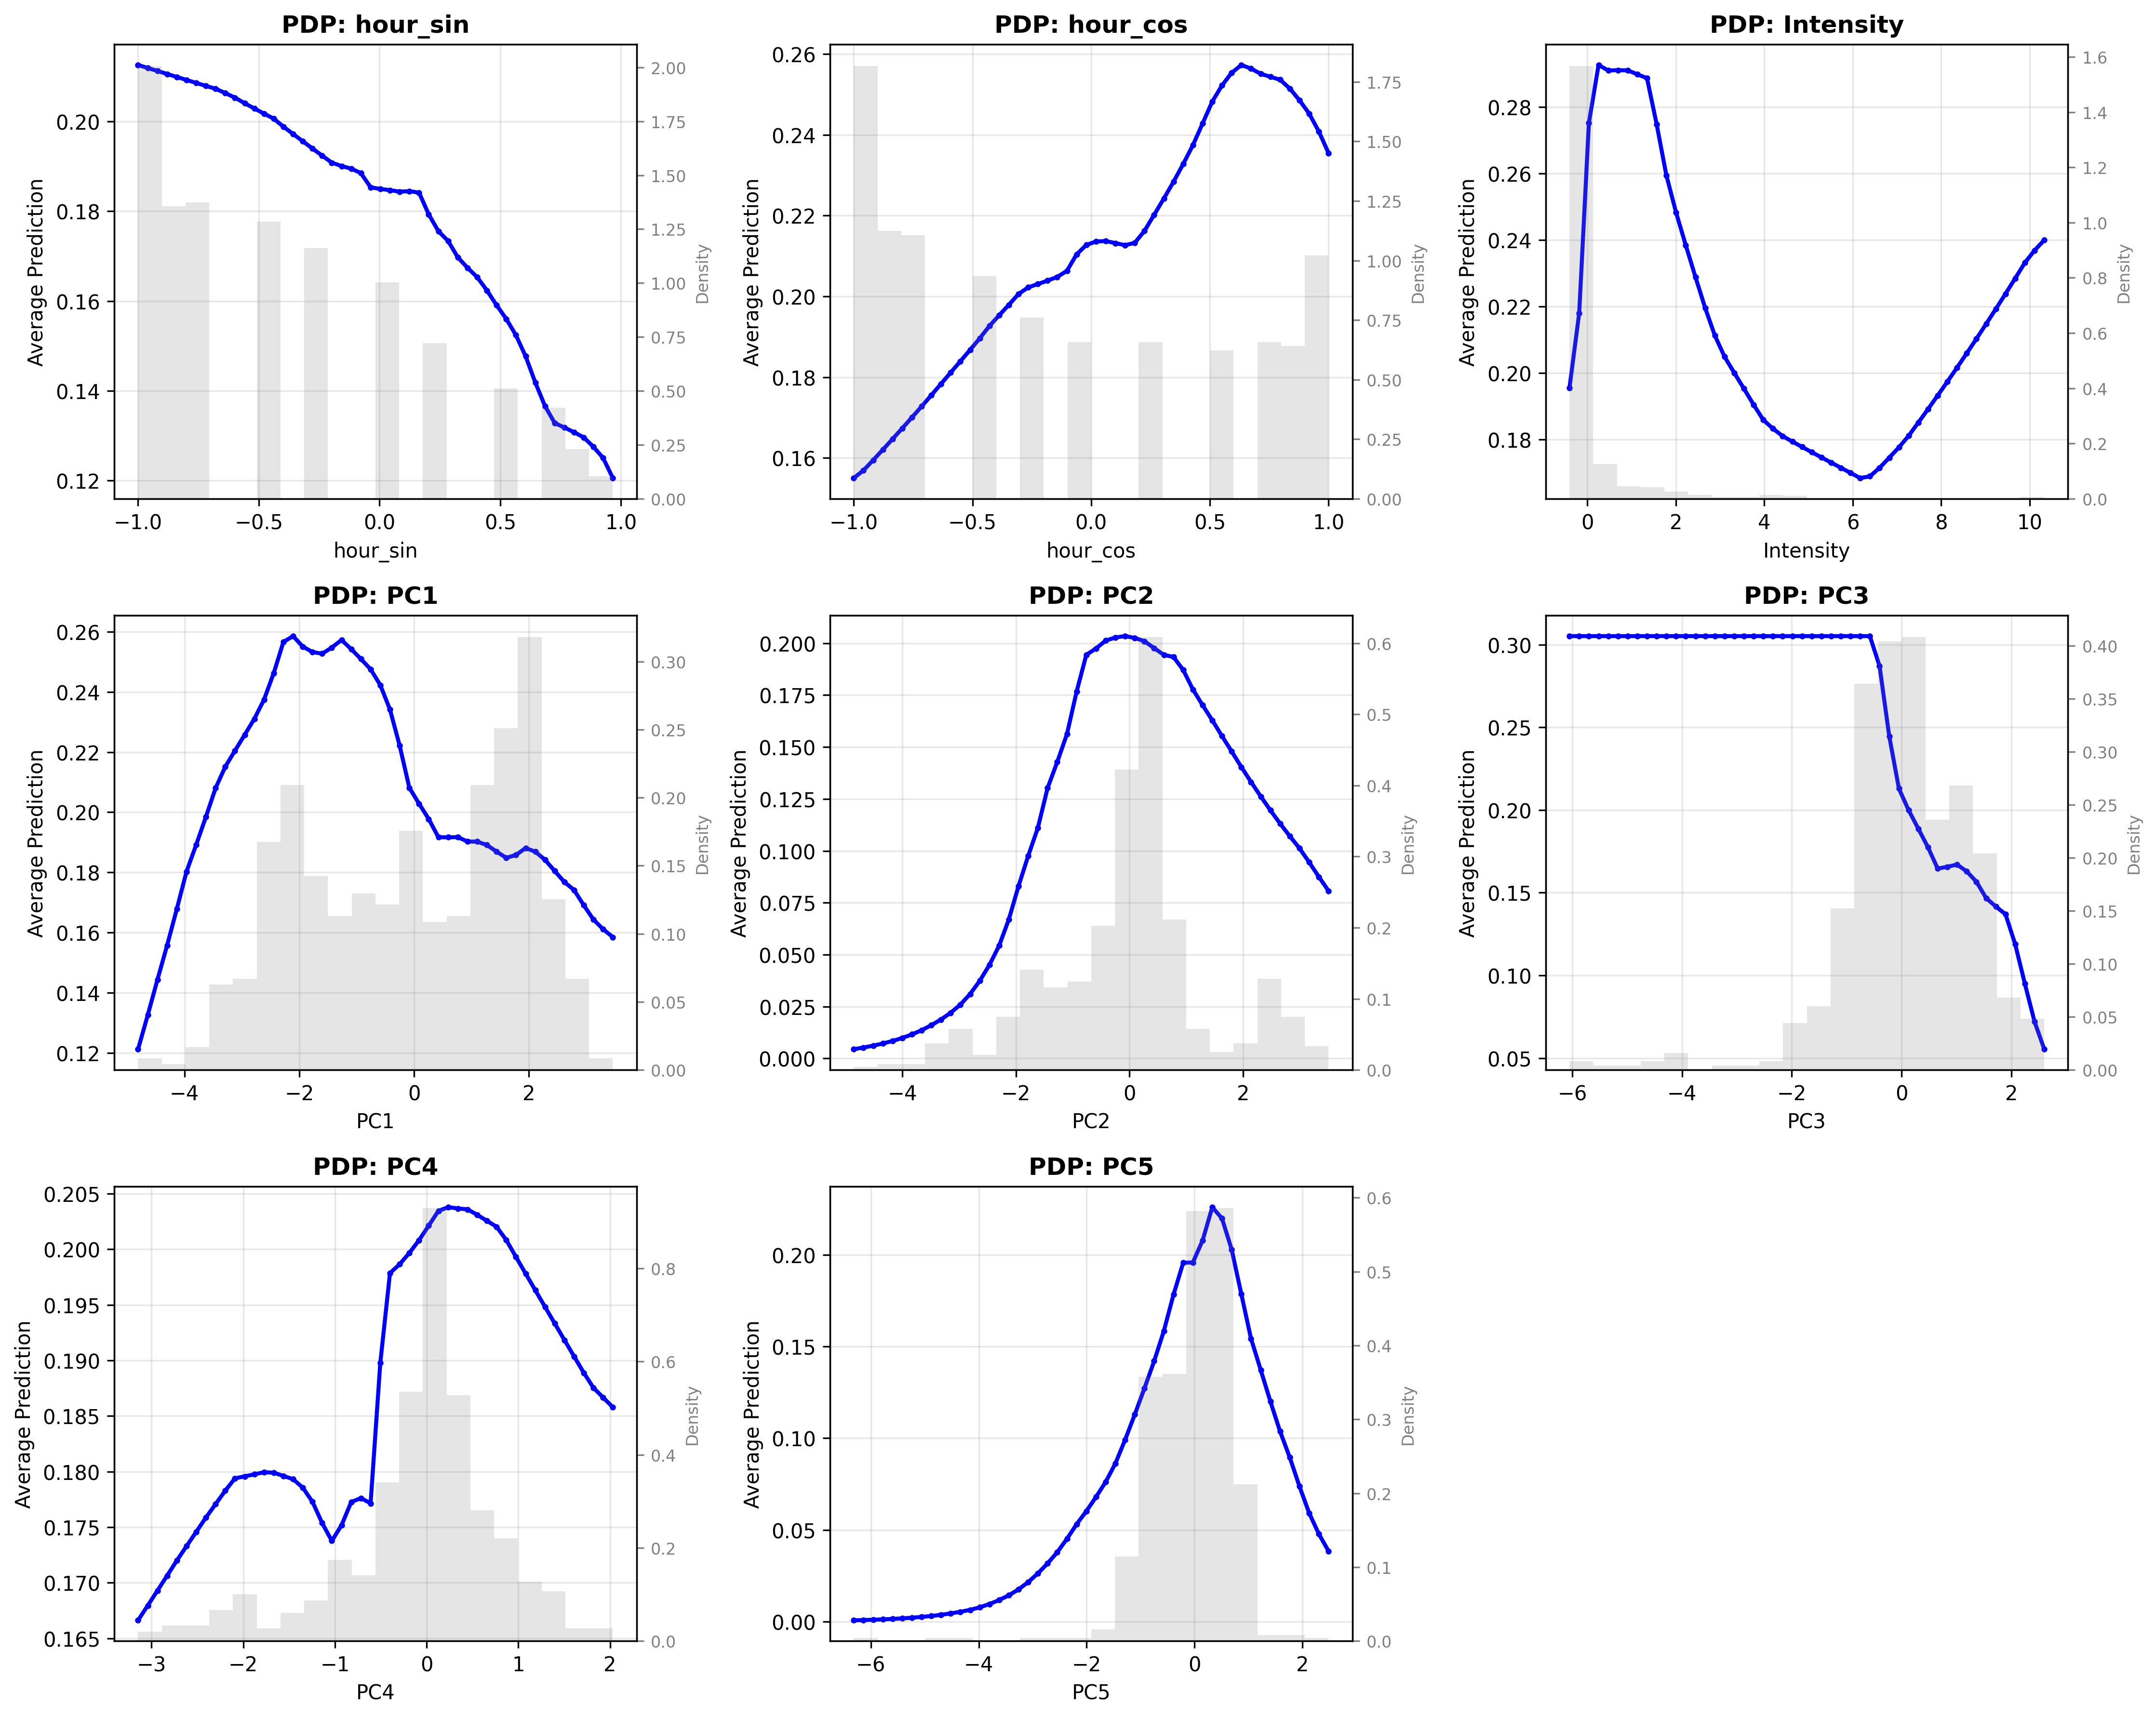 PDP: hour_sin
Average Prediction
0.20
0.18
0.16
0.14
0.12
2.00
1.75
1.50
1.25
1.00
0.75
0.50
0.25
0.00
Density
−1.0 −0.5 0.0 0.5 1.0
hour_sin
PDP: hour_cos
Average Prediction
0.26
0.24
0.22
0.20
0.18
0.16
1.75
1.50
1.25
1.00
0.75
0.50
0.25
0.00
Density
−1.0 −0.5 0.0 0.5 1.0
hour_cos
PDP: Intensity
Average Prediction
0.28
0.26
0.24
0.22
0.20
0.18
1.6
1.4
1.2
1.0
0.8
0.6
0.4
0.2
0.0
Density
0 2 4 6 8 10
Intensity
PDP: PC1
Average Prediction
0.26
0.24
0.22
0.20
0.18
0.16
0.14
0.12
0.30
0.25
0.20
0.15
0.10
0.05
0.00
Density
−4 −2 0 2
PC1
PDP: PC2
Average Prediction
0.200
0.175
0.150
0.125
0.100
0.075
0.050
0.025
0.000
0.6
0.5
0.4
0.3
0.2
0.1
0.0
Density
−4 −2 0 2
PC2
PDP: PC3
Average Prediction
0.30
0.25
0.20
0.15
0.10
0.05
0.40
0.35
0.30
0.25
0.20
0.15
0.10
0.05
0.00
Density
−6 −4 −2 0 2
PC3
PDP: PC4
Average Prediction
0.205
0.200
0.195
0.190
0.185
0.180
0.175
0.170
0.165
0.8
0.6
0.4
0.2
0.0
Density
−3 −2 −1 0 1 2
PC4
PDP: PC5
Average Prediction
0.20
0.15
0.10
0.05
0.00
0.6
0.5
0.4
0.3
0.2
0.1
0.0
Density
−6 −4 −2 0 2
PC5